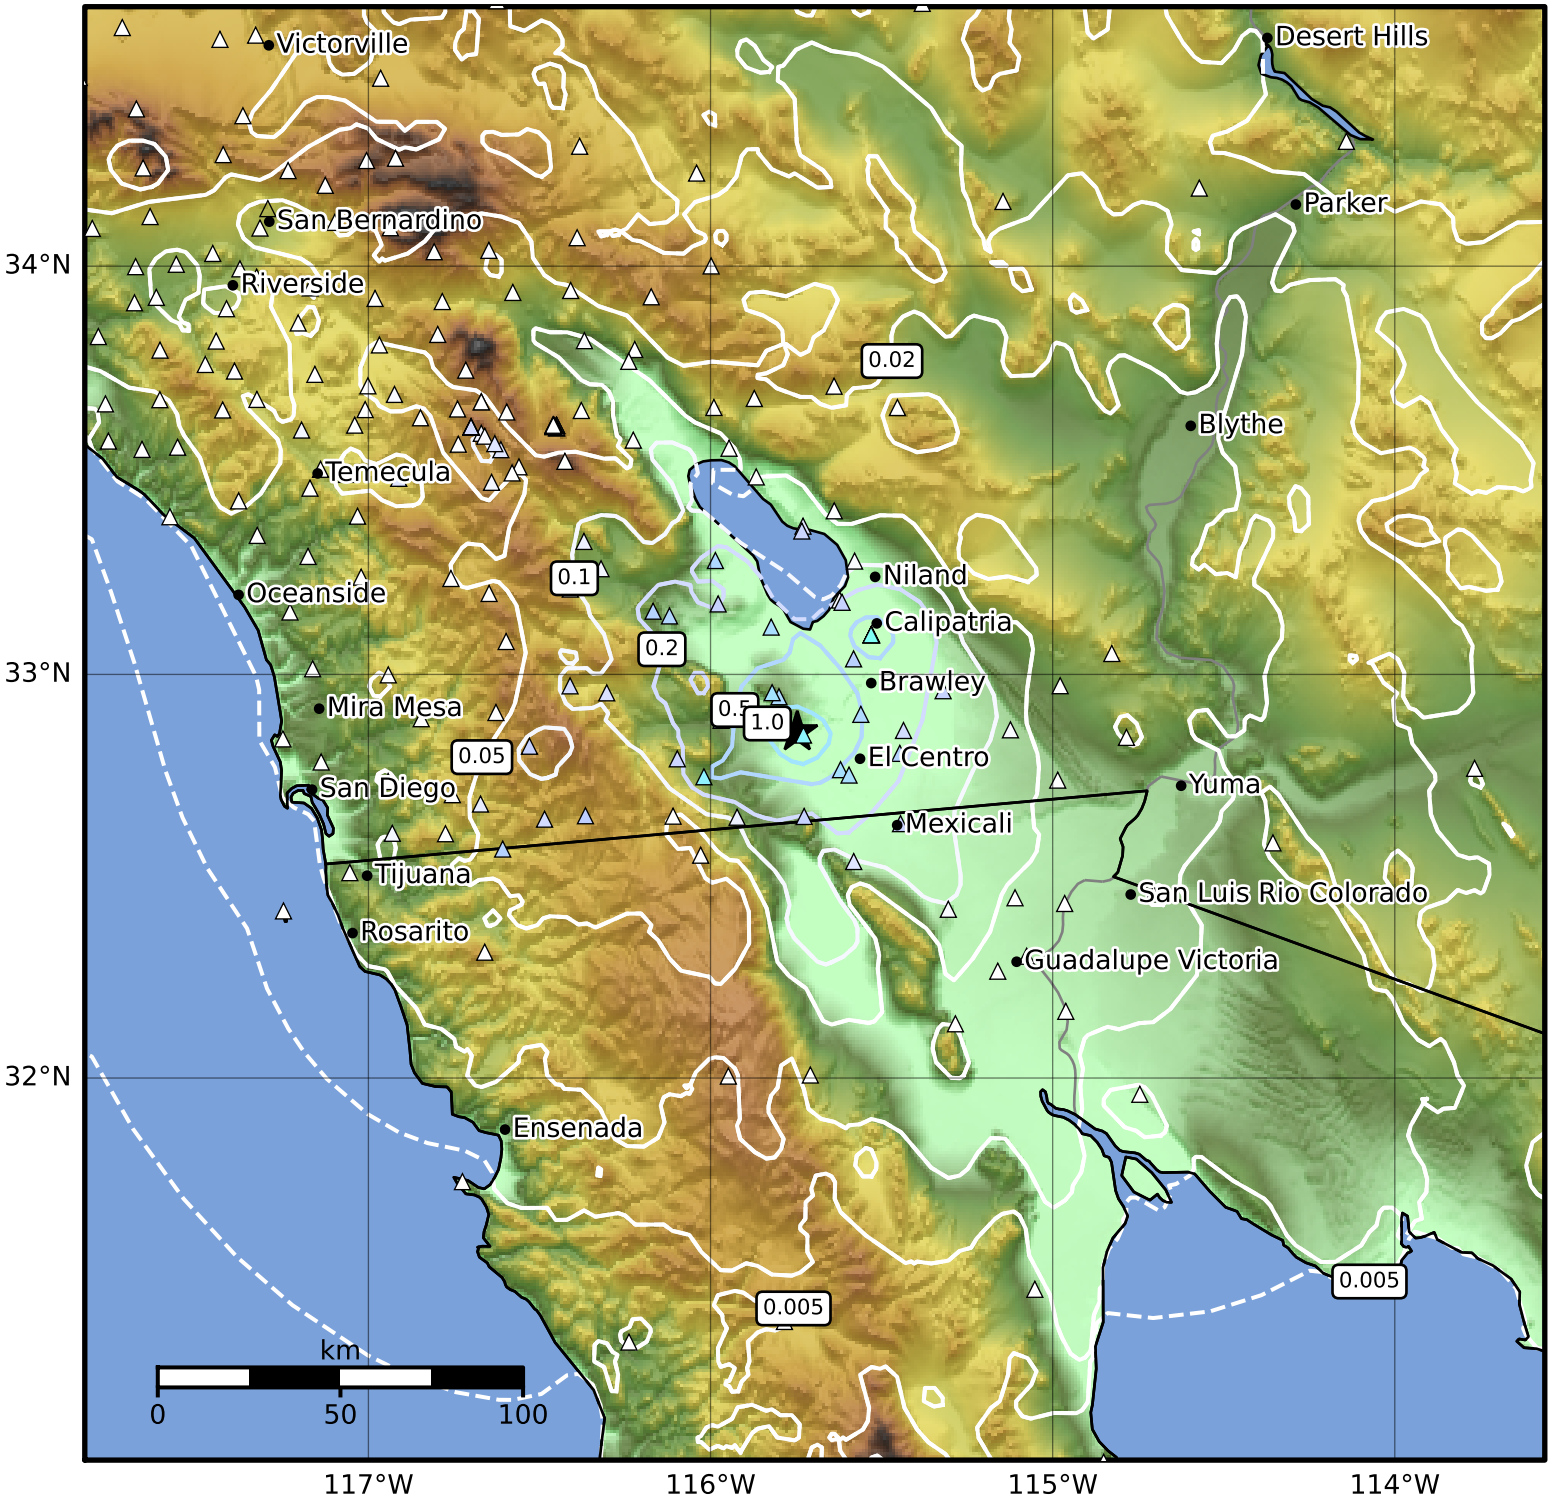 Victorville
Desert Hills
San Bernardino
Parker
34°N
Riverside
0.02
Blythe
Temecula
0.1
Niland
Oceanside
Calipatria
0.2
33°N
Brawley
Mira Mesa
1.0
0.05
El Centro
San Diego
Yuma
Mexicali
Tijuana
San Luis Rio Colorado
Rosarito
Guadalupe Victoria
32°N
Ensenada
0.005
0.005
km
0 50 100
117°W 116°W 115°W 114°W